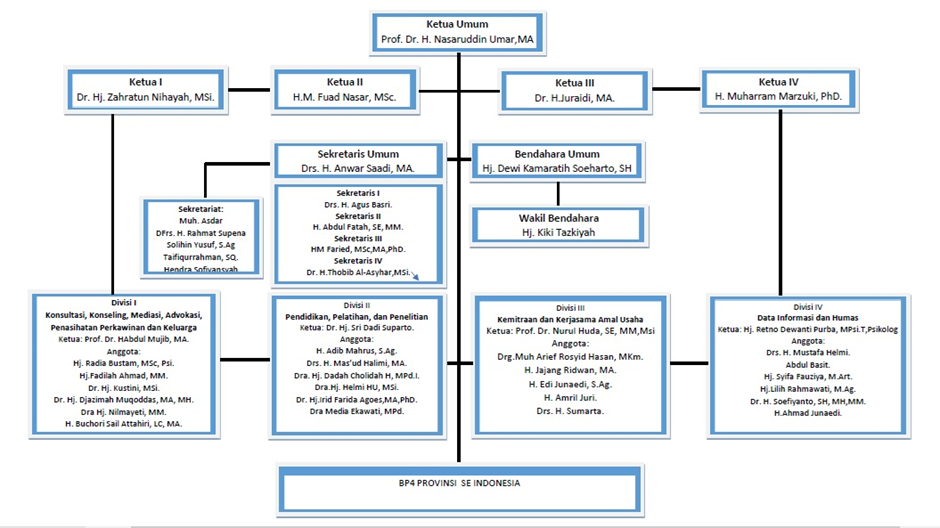 Ketua Umum
Prof. Dr. H. Nasaruddin Umar,MA
Ketua I
Dr. Hj. Zahratun Nihayah, MSi.
Ketua II
H.M. Fuad Nasar, MSc.
Ketua III
Dr. H.Juraidi, MA.
Ketua IV
H. Muharram Marzuki, PhD.
Sekretaris Umum
Drs. H. Anwar Saadi, MA.
Bendahara Umum
Hj. Dewi Kamaratih Soeharto, SH
Sekretariat:
Muh. Asdar
DFrs. H. Rahmat Supena
Solihin Yusuf, S.Ag
Taifiqurrahman, SQ.
Hendra Sofiyansyah
Sekretaris I
Drs. H. Agus Basri.
Sekretaris II
H. Abdul Fatah, SE, MM.
Sekretaris III
HM Faried, MSc,MA,PhD.
Sekretaris IV
Dr. H.Thobib Al-Asyhar,MSi.
Wakil Bendahara
Hj. Kiki Tazkiyah
Divisi I
Konsultasi, Konseling, Mediasi, Advokasi,
Penasihatan Perkawinan dan Keluarga
Ketua: Prof. Dr. HAbdul Mujib, MA.
Anggota:
Hj. Radia Bustam, MSc, Psi.
Hj.Fadilah Ahmad, MM.
Dr. Hj. Kustini, MSi.
Dr. Hj. Djazimah Muqoddas, MA, MH.
Dra Hj. Nilmayeti, MM.
H. Buchori Sail Attahiri, LC, MA.
Divisi II
Pendidikan, Pelatihan, dan Penelitian
Ketua: Dr. Hj. Sri Dadi Suparto.
Anggota:
H. Adib Mahrus, S.Ag.
Drs. H. Mas'ud Halimi, MA.
Dra. Hj. Dadah Cholidah H, MPd.I.
Dra.Hj. Helmi HU, MSi.
Dr. Hj.Irid Farida Agoes,MA,PhD.
Dra Media Ekawati, MPd.
Divisi III
Kemitraan dan Kerjasama Amal Usaha
Ketua: Prof. Dr. Nurul Huda, SE, MM,Msi
Anggota:
Drg.Muh Arief Rosyid Hasan, MKm.
H. Jajang Ridwan, MA.
H. Edi Junaedi, S.Ag.
H. Amril Juri.
Drs. H. Sumarta.
Divisi IV
Data Informasi dan Humas
Ketua: Hj. Retno Dewanti Purba, MPsi.T,Psikolog
Anggota:
Drs. H. Mustafa Helmi.
Abdul Basit.
Hj. Syifa Fauziya, M.Art.
Hj.Lilih Rahmawati, M.Ag.
Dr. H. Soefiyanto, SH, MH,MM.
H.Ahmad Junaedi.
BP4 PROVINSI SE INDONESIA